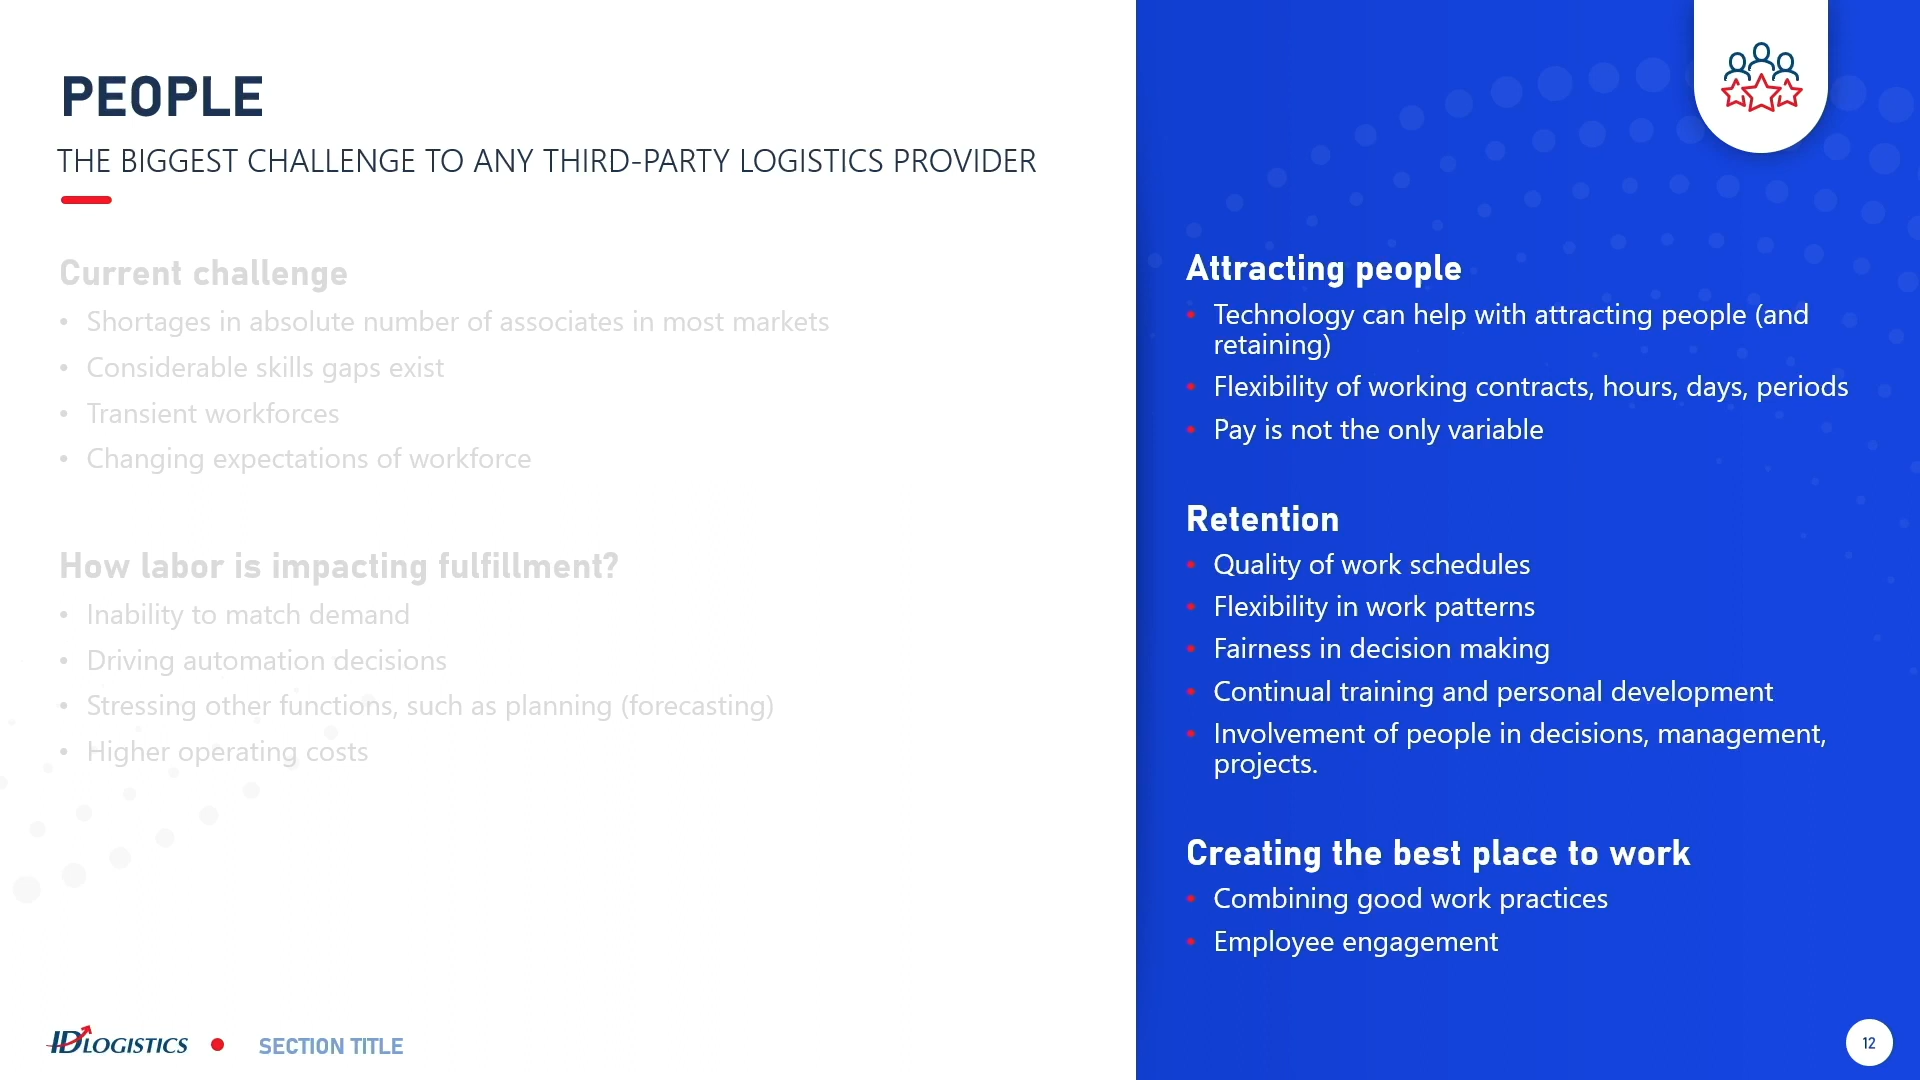 PEOPLE
THE BIGGEST CHALLENGE TO ANY THIRD-PARTY LOGISTICS PROVIDER
Current challenge
• Shortages in absolute number of associates in most markets
• Considerable skills gaps exist
• Transient workforces
• Changing expectations of workforce
How labor is impacting fulfillment?
• Inability to match demand
• Driving automation decisions
• Stressing other functions, such as planning (forecasting)
• Higher operating costs
Attracting people
• Technology can help with attracting people (and
retaining)
• Flexibility of working contracts, hours, days, periods
• Pay is not the only variable
Retention
• Quality of work schedules
• Flexibility in work patterns
• Fairness in decision making
• Continual training and personal development
• Involvement of people in decisions, management,
projects.
Creating the best place to work
• Combining good work practices
• Employee engagement
ID LOGISTICS • SECTION TITLE
12